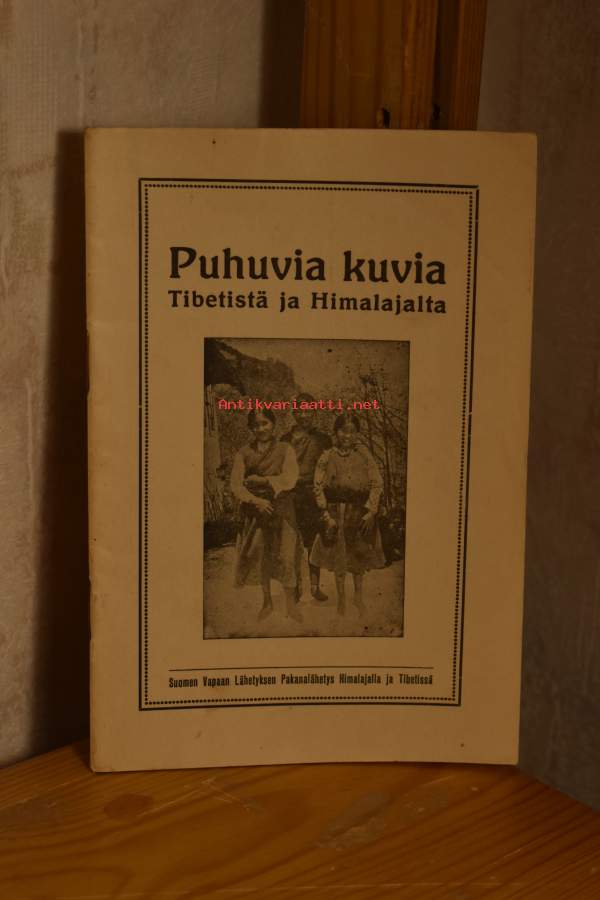 Puhuvia kuvia
Tibetistä ja Himalajalta
Antikvariaatti.net
Suomen Vapaan Lähetyksen Pakanalähetys Himalajalla ja Tibetissä